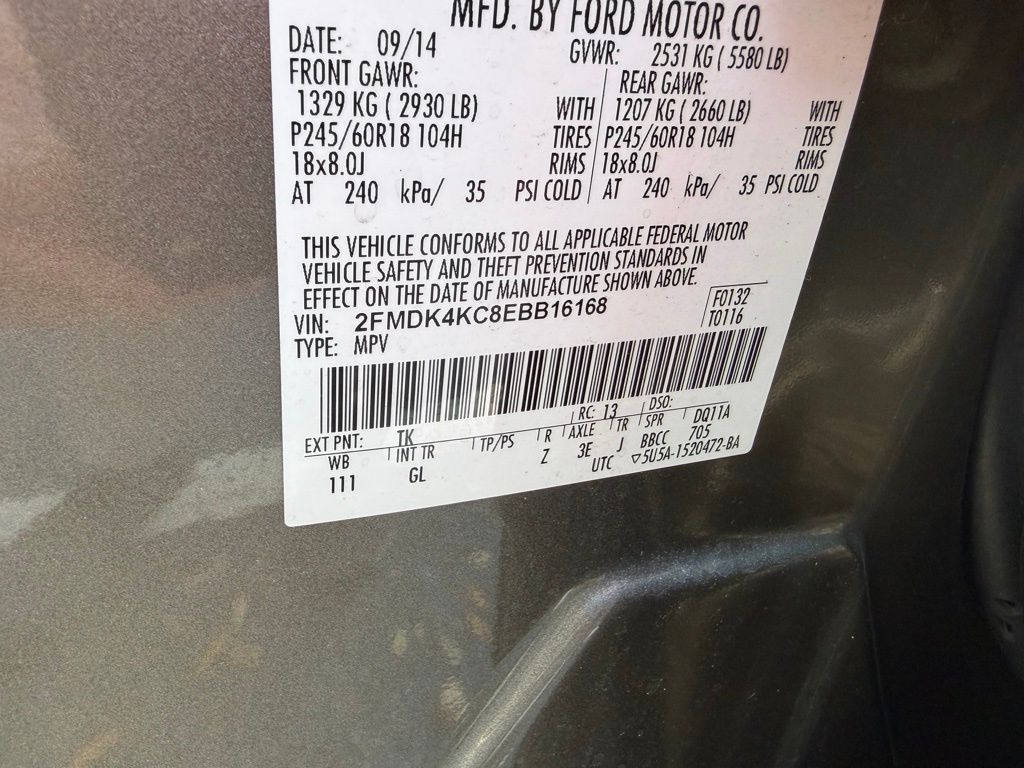 MFD. BY FORD MOTOR CO.
DATE: 09/14 GVWR: 2531 KG ( 5580 LB)
FRONT GAWR: REAR GAWR:
1329 KG ( 2930 LB) WITH 1207 KG ( 2660 LB) WITH
P245/60R18 104H TIRES P245/60R18 104H TIRES
18x8.0J RIMS 18x8.0J RIMS
AT 240 kPa/ 35 PSI COLD AT 240 kPa/ 35 PSI COLD
THIS VEHICLE CONFORMS TO ALL APPLICABLE FEDERAL MOTOR
VEHICLE SAFETY AND THEFT PREVENTION STANDARDS IN
EFFECT ON THE DATE OF MANUFACTURE SHOWN ABOVE.
VIN: 2FMDK4KC8EBB16168 F0132
TYPE: MPV T0116
EXT PNT: TK RC: 13 DSO:
WB INT TR TP/PS R AXLE TR SPR DQ11A
111 GL Z 3E J BBCC 705
UTC ▽5U5A-1520472-BA